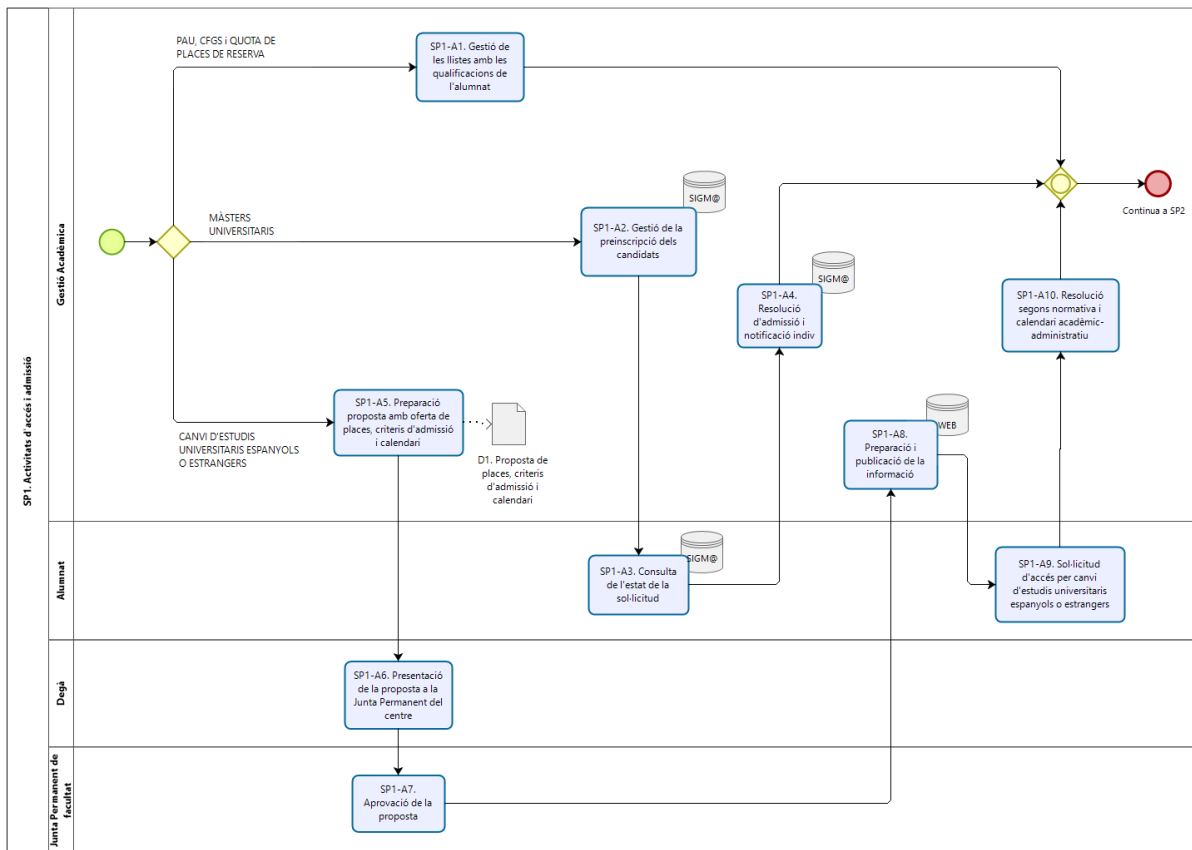 SP1. Activitats d'accés i admissió
Gestió Acadèmica
PAU, CFGS i QUOTA DE
PLACES DE RESERVA
SP1-A1. Gestió de
les llistes amb les
qualificacions de
l'alumnat
MÀSTERS
UNIVERSITARIS
SIGM@
SP1-A2. Gestió de la
preinscripció dels
candidats
Continua a SP2
SIGM@
SP1-A4.
Resolució
d'admissió i
notificació indiv
SP1-A10. Resolució
segons normativa i
calendari acadèmic-
administratiu
CANVI D'ESTUDIS
UNIVERSITARIS ESPANYOLS
O ESTRANGERS
SP1-A5. Preparació
proposta amb oferta de
places, criteris d'admissió
i calendari
D1. Proposta de
places, criteris
d'admissió i
calendari
WEB
SP1-A8.
Preparació i
publicació de la
informació
Alumnat
SIGM@
SP1-A3. Consulta
de l'estat de la
sol·licitud
SP1-A9. Sol·licitud
d'accés per canvi
d'estudis universitaris
espanyols o estrangers
Degà
SP1-A6. Presentació
de la proposta a la
Junta Permanent del
centre
Junta Permanent de
facultat
SP1-A7.
Aprovació de la
proposta